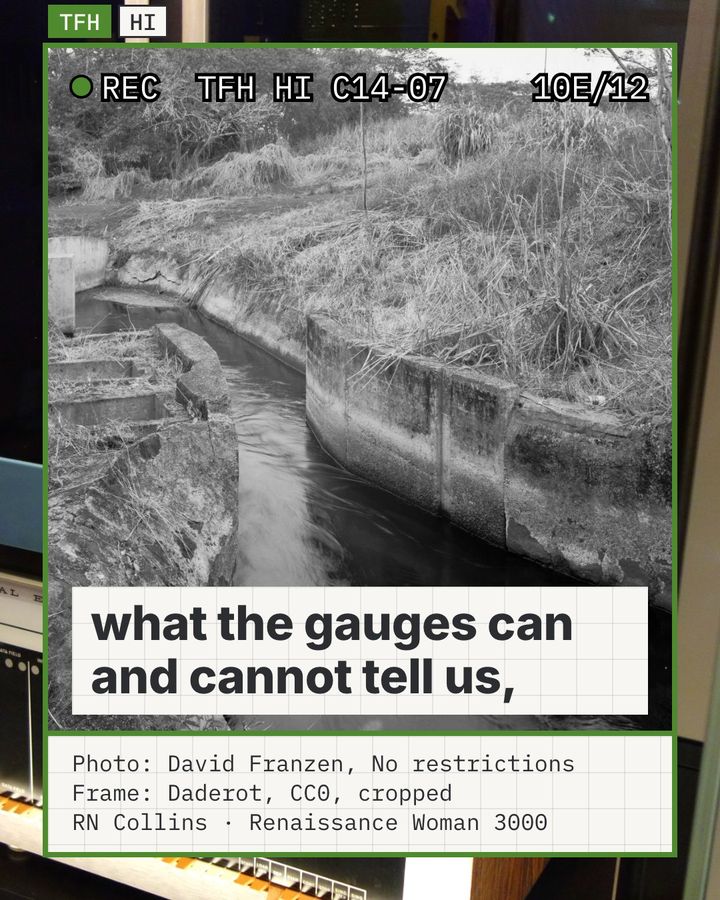 TFH HI
REC TFH HI C14-07 10E/12
what the gauges can
and cannot tell us,
Photo: David Franzen, No restrictions
Frame: Daderot, CC0, cropped
RN Collins · Renaissance Woman 3000